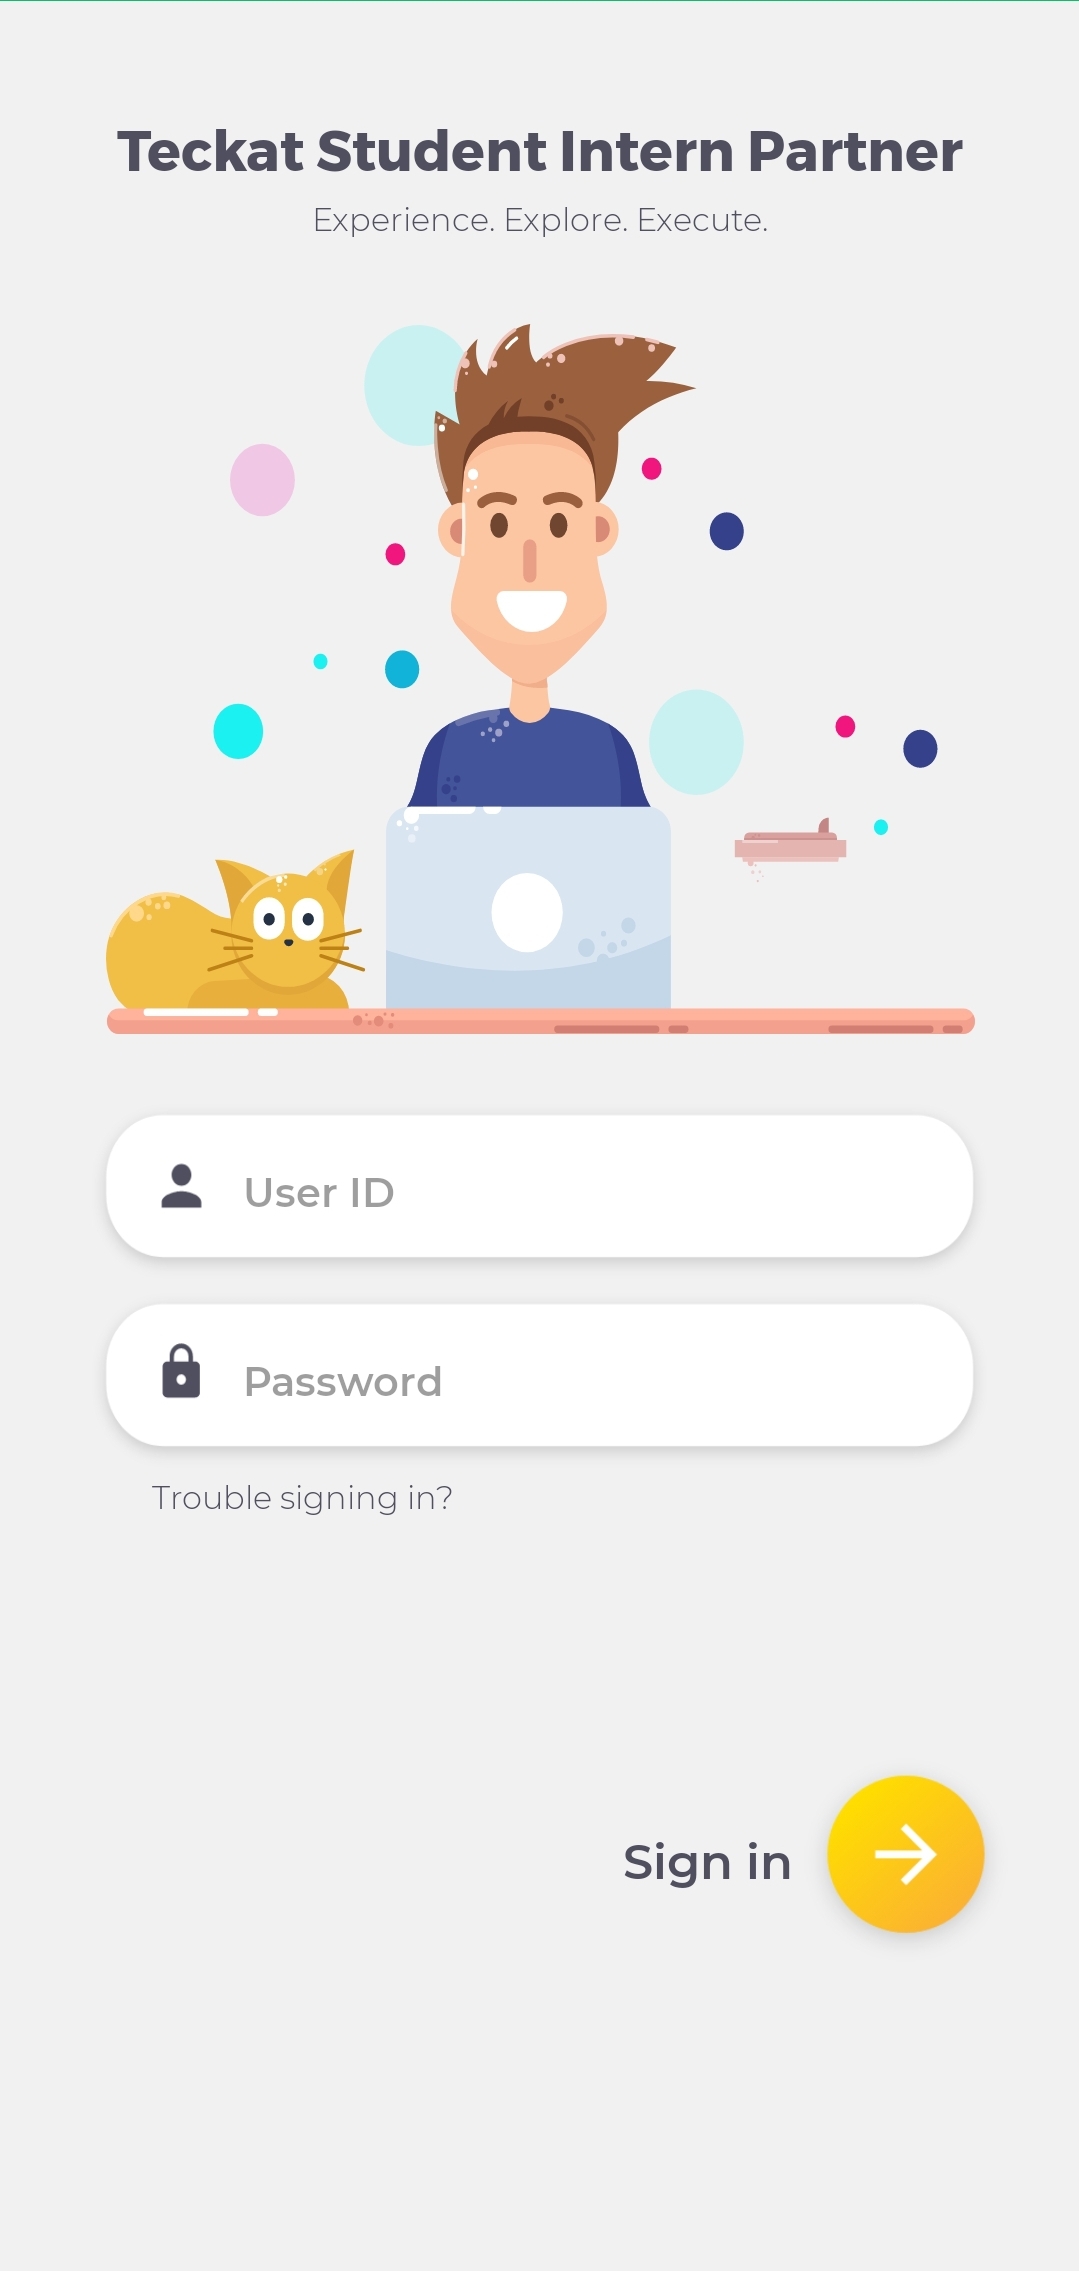 Teckat Student Intern Partner
Experience. Explore. Execute.
User ID
Password
Trouble signing in?
Sign in